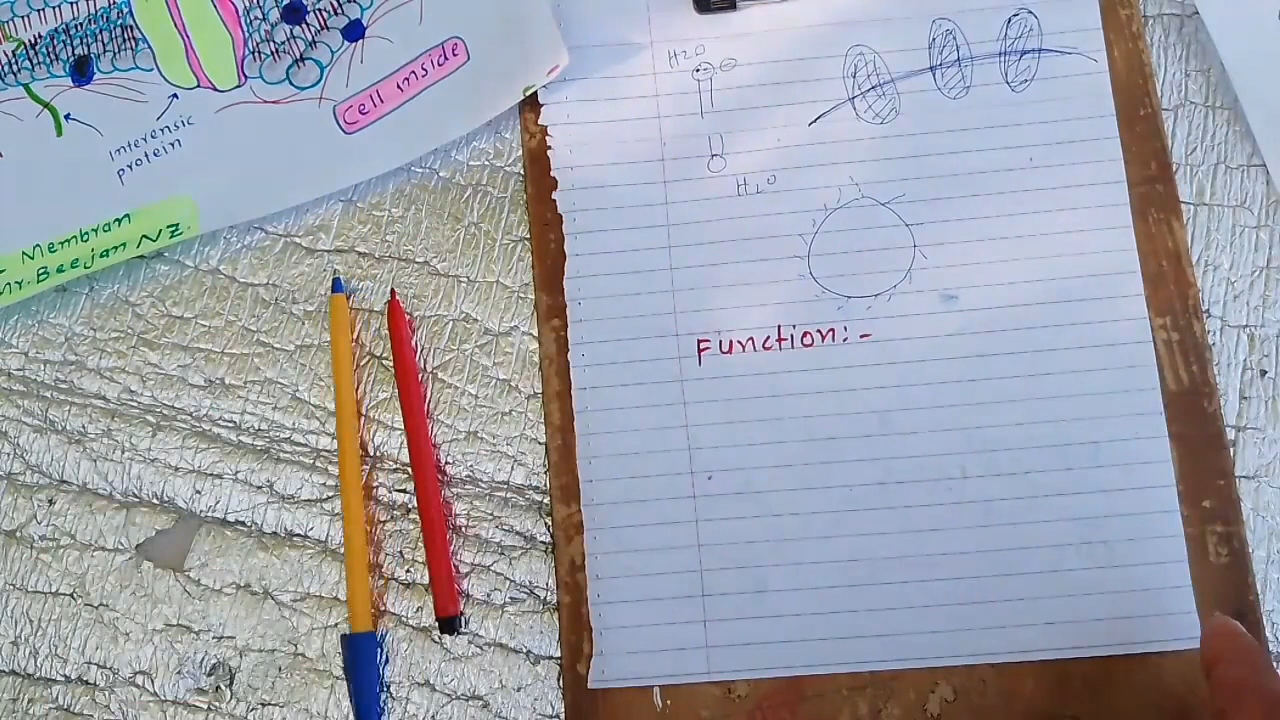 Cell inside
Interensic
protein
Membran
Mr. Beejan NZ.
H2O
H2O
Function:-